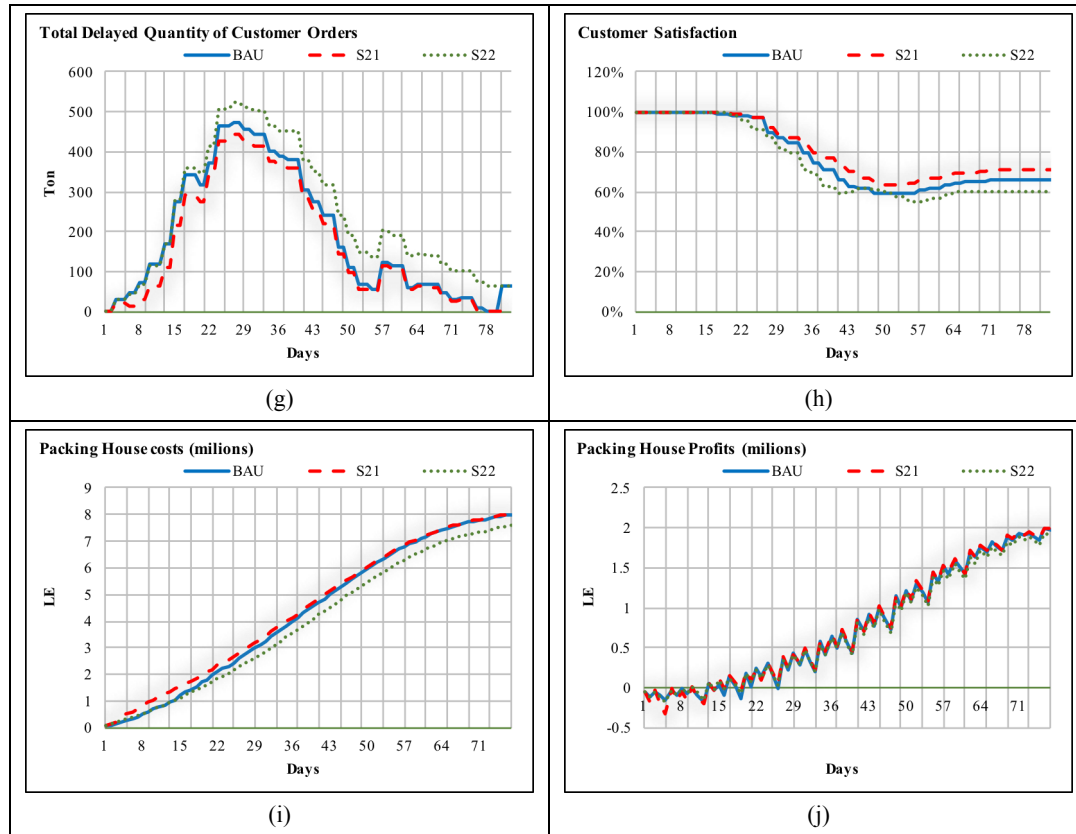 Total Delayed Quantity of Customer Orders
BAU S21 S22
600
500
400
300
200
100
0
Ton
1 8 15 22 29 36 43 50 57 64 71 78
Days
(g)
Customer Satisfaction
BAU S21 S22
120%
100%
80%
60%
40%
20%
0%
1 8 15 22 29 36 43 50 57 64 71 78
Days
(h)
Packing House costs (milions)
BAU S21 S22
9
8
7
6
5
4
3
2
1
0
LE
1 8 15 22 29 36 43 50 57 64 71
Days
(i)
Packing House Profits (milions)
BAU S21 S22
2.5
2
1.5
1
0.5
0
-0.5
LE
1 8 15 22 29 36 43 50 57 64 71
Days
(j)